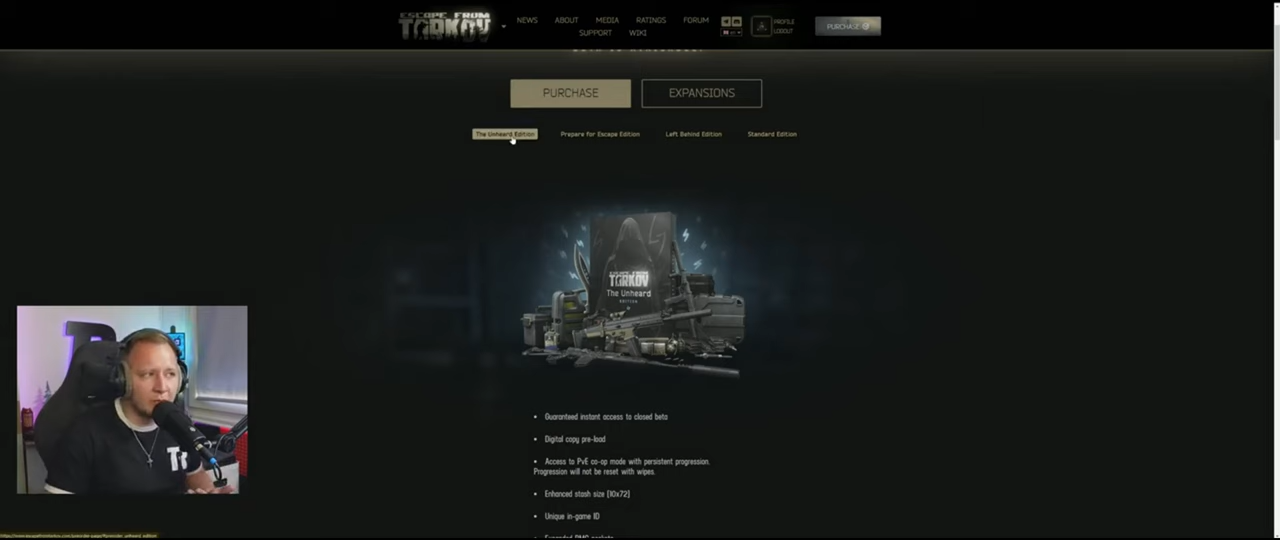 ESCAPE FROM
TARKOV
NEWS ABOUT MEDIA RATINGS FORUM
SUPPORT WIKI
PROFILE
LOGOUT
PURCHASE
PURCHASE EXPANSIONS
The Unheard Edition Prepare for Escape Edition Left Behind Edition Standard Edition
ESCAPE FROM
TARKOV
The Unheard
EDITION
• Guaranteed instant access to closed beta
• Digital copy pre-load
• Access to PvE co-op mode with persistent progression.
Progression will not be reset with wipes.
• Enhanced stash size (10x72)
• Unique in-game ID